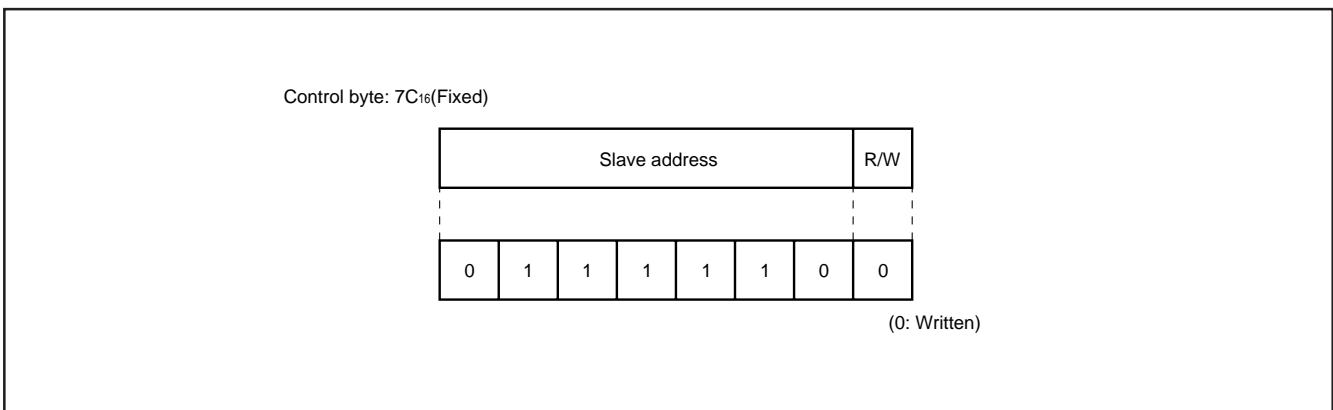 Control byte: 7C16(Fixed)
Slave address R/W
0 1 1 1 1 1 0 0
(0: Written)